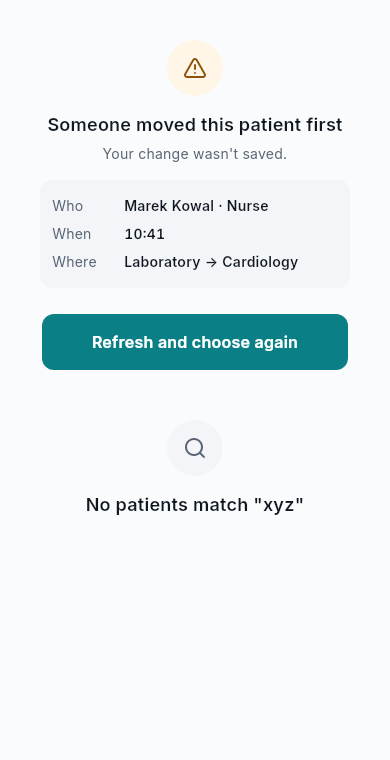 Someone moved this patient first
Your change wasn't saved.
Who Marek Kowal · Nurse
When 10:41
Where Laboratory → Cardiology
Refresh and choose again
No patients match "xyz"